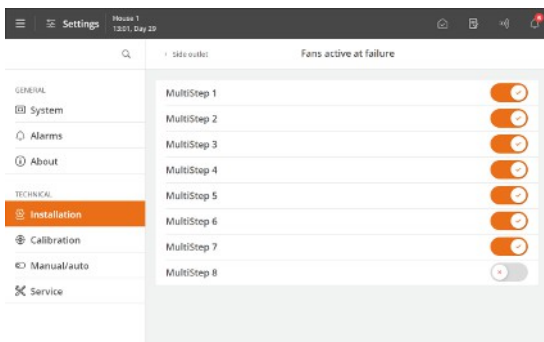 Settings
House 1
13:01, Day 29
Side outlet
Fans active at failure
GENERAL
System
Alarms
About
TECHNICAL
Installation
Calibration
Manual/auto
Service
MultiStep 1
MultiStep 2
MultiStep 3
MultiStep 4
MultiStep 5
MultiStep 6
MultiStep 7
MultiStep 8